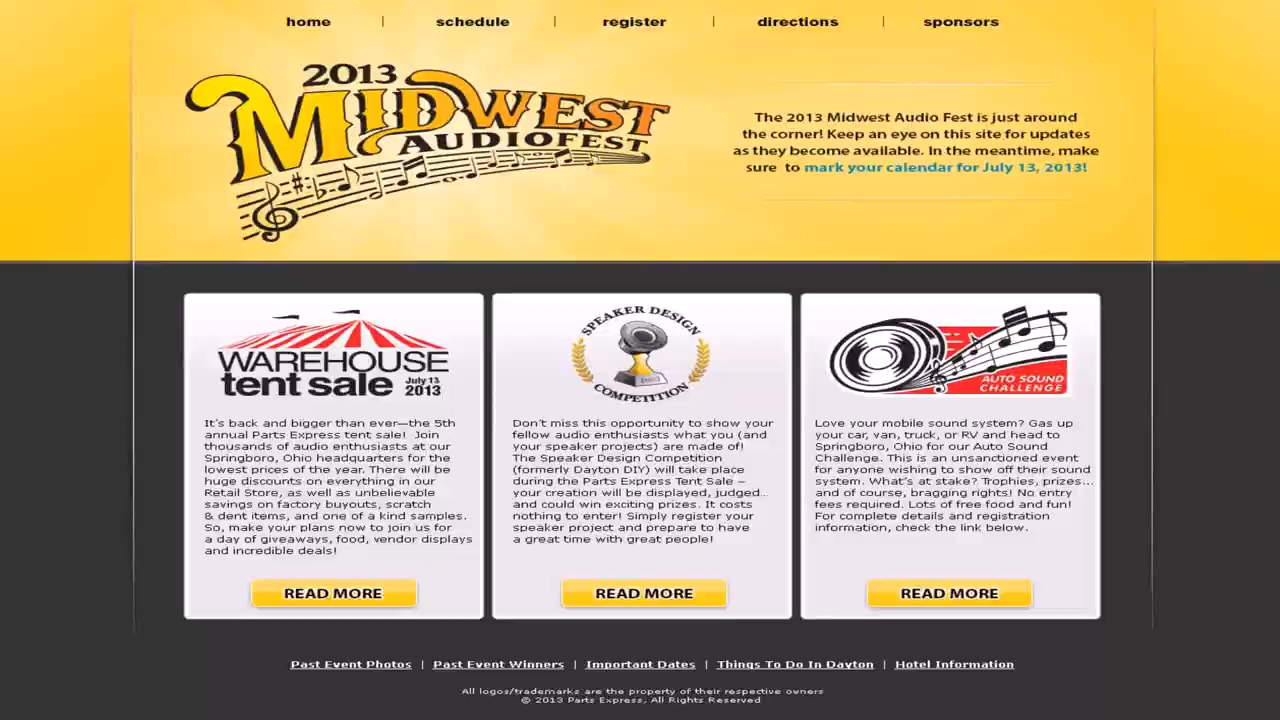 home | schedule | register | directions | sponsors
2013
MIDWEST
AUDIOFEST
The 2013 Midwest Audio Fest is just around
the corner! Keep an eye on this site for updates
as they become available. In the meantime, make
sure to mark your calendar for July 13, 2013!
WAREHOUSE
tent sale July 13 2013
It's back and bigger than ever—the 5th
annual Parts Express tent sale! Join
thousands of audio enthusiasts at our
Springboro, Ohio headquarters for the
lowest prices of the year. There will be
huge discounts on everything in our
Retail Store, as well as unbelievable
savings on factory buyouts, scratch
& dent items, and one of a kind samples.
So, make your plans now to join us for
a day of giveaways, food, vendor displays
and incredible deals!
READ MORE
SPEAKER DESIGN
COMPETITION
Don't miss this opportunity to show your
fellow audio enthusiasts what you (and
your speaker projects) are made of!
The Speaker Design Competition
(formerly Dayton DIY) will take place
during the Parts Express Tent Sale –
your creation will be displayed, judged...
and could win exciting prizes. It costs
nothing to enter! Simply register your
speaker project and prepare to have
a great time with great people!
READ MORE
AUTO SOUND
CHALLENGE
Love your mobile sound system? Gas up
your car, van, truck, or RV and head to
Springboro, Ohio for our Auto Sound
Challenge. This is an unsanctioned event
for anyone wishing to show off their sound
system. What's at stake? Trophies, prizes...
and of course, bragging rights! No entry
fees required. Lots of free food and fun!
For complete details and registration
information, check the link below.
READ MORE
Past Event Photos | Past Event Winners | Important Dates | Things To Do In Dayton | Hotel Information
All logos/trademarks are the property of their respective owners
© 2013 Parts Express, All Rights Reserved